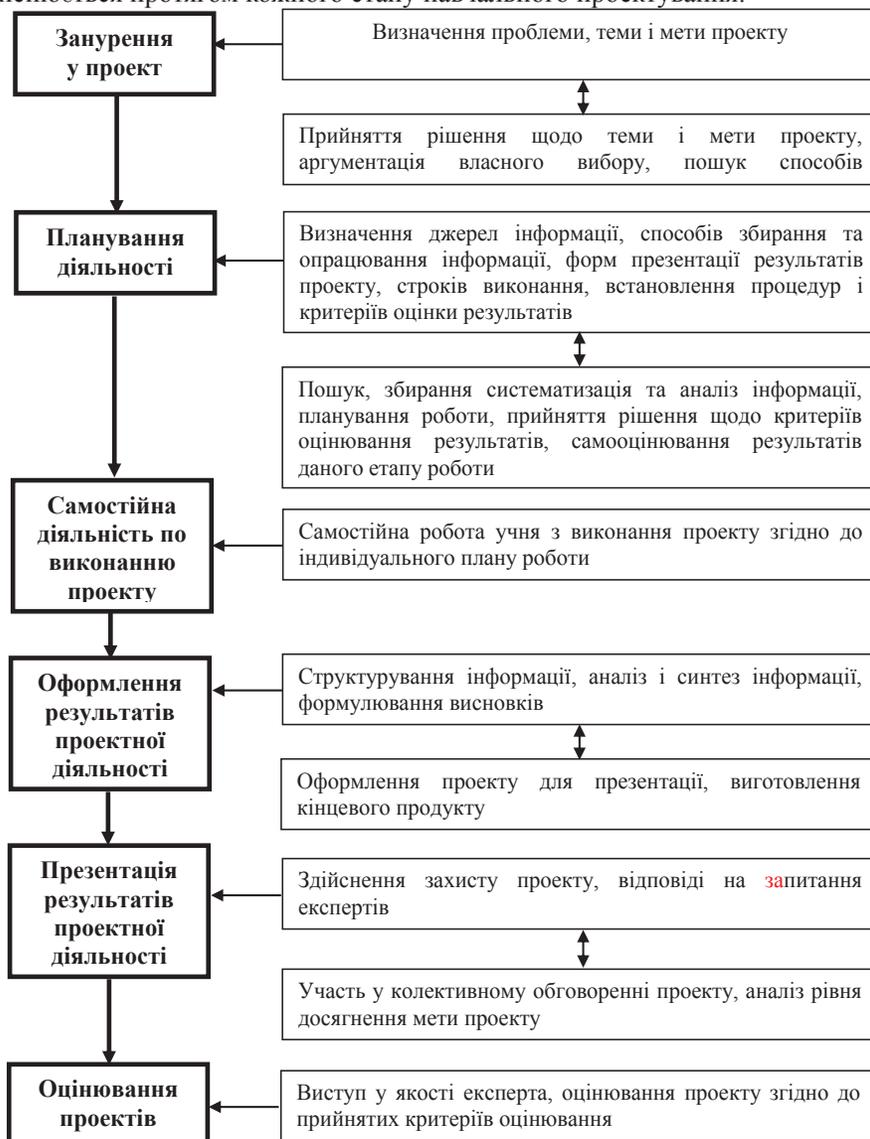 протягом кожного етапу навчального проектування.
Занурення
у проект
Визначення проблеми, теми і мети проекту
Прийняття рішення щодо теми і мети проекту,
аргументація власного вибору, пошук способів
Планування
діяльності
Визначення джерел інформації, способів збирання та
опрацювання інформації, форм презентації результатів
проекту, строків виконання, встановлення процедур і
критеріїв оцінки результатів
Пошук, збирання систематизація та аналіз інформації,
планування роботи, прийняття рішення щодо критеріїв
оцінювання результатів, самооцінювання результатів
даного етапу роботи
Самостійна
діяльність по
виконанню
проекту
Самостійна робота учня з виконання проекту згідно до
індивідуального плану роботи
Оформлення
результатів
проектної
діяльності
Структурування інформації, аналіз і синтез інформації,
формулювання висновків
Оформлення проекту для презентації, виготовлення
кінцевого продукту
Презентація
результатів
проектної
діяльності
Здійснення захисту проекту, відповіді на запитання
експертів
Участь у колективному обговоренні проекту, аналіз рівня
досягнення мети проекту
Оцінювання
проектів
Виступ у якості експерта, оцінювання проекту згідно до
прийнятих критеріїв оцінювання